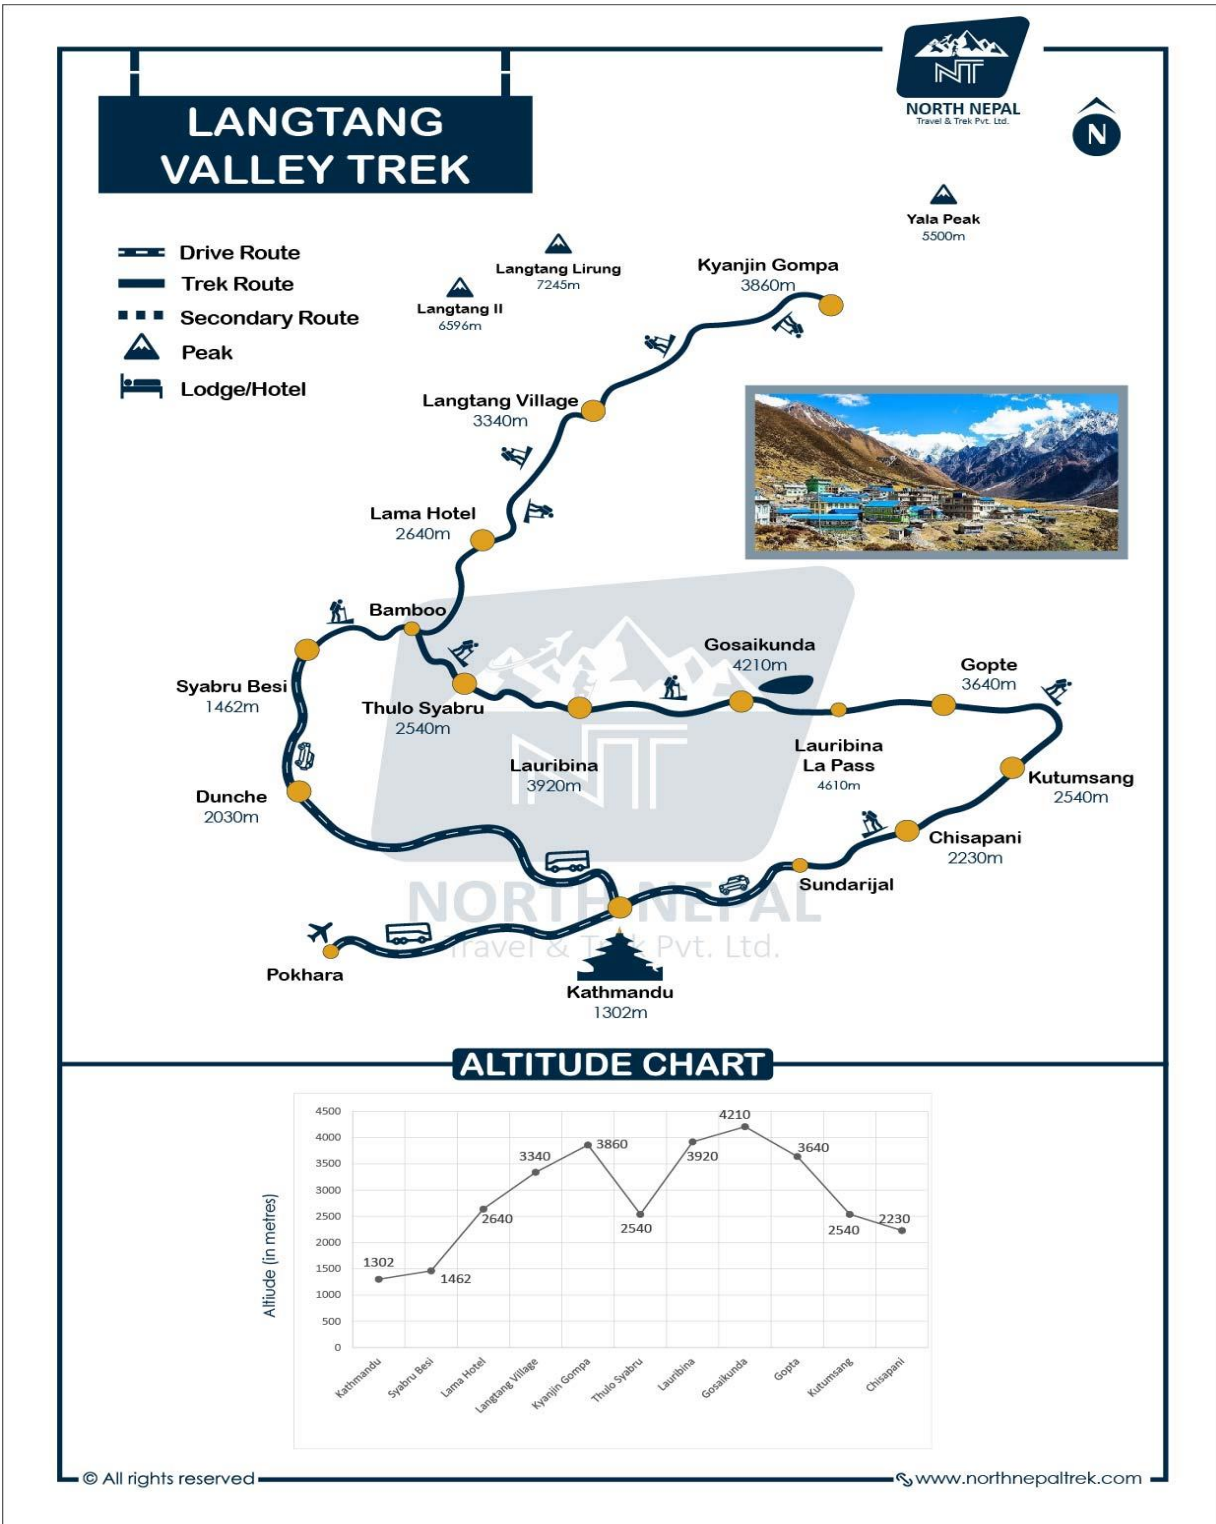 NT
NORTH NEPAL
Travel & Trek Pvt. Ltd.
N
LANGTANG
VALLEY TREK
Drive Route
Trek Route
Secondary Route
Peak
Lodge/Hotel
Yala Peak
5500m
Langtang Lirung
7245m
Langtang II
6596m
Kyanjin Gompa
3860m
Langtang Village
3340m
Lama Hotel
2640m
Bamboo
Syabru Besi
1462m
Thulo Syabru
2540m
Gosaikunda
4210m
Gopte
3640m
Lauribina
3920m
Lauribina
La Pass
4610m
Kutumsang
2540m
Dunche
2030m
Chisapani
2230m
Sundarijal
NT
NORTH NEPAL
Travel & Trek Pvt. Ltd.
Pokhara
Kathmandu
1302m
ALTITUDE CHART
4500
4000
3500
3000
2500
2000
1500
1000
500
0
Altiude (in metres)
1302
1462
2640
3340
3860
2540
3920
4210
3640
2540
2230
Kathmandu
Syabru Besi
Lama Hotel
Langtang Village
Kyanjin Gompa
Thulo Syabru
Lauribina
Gosaikunda
Gopta
Kutumsang
Chisapani
© All rights reserved
www.northnepaltrek.com